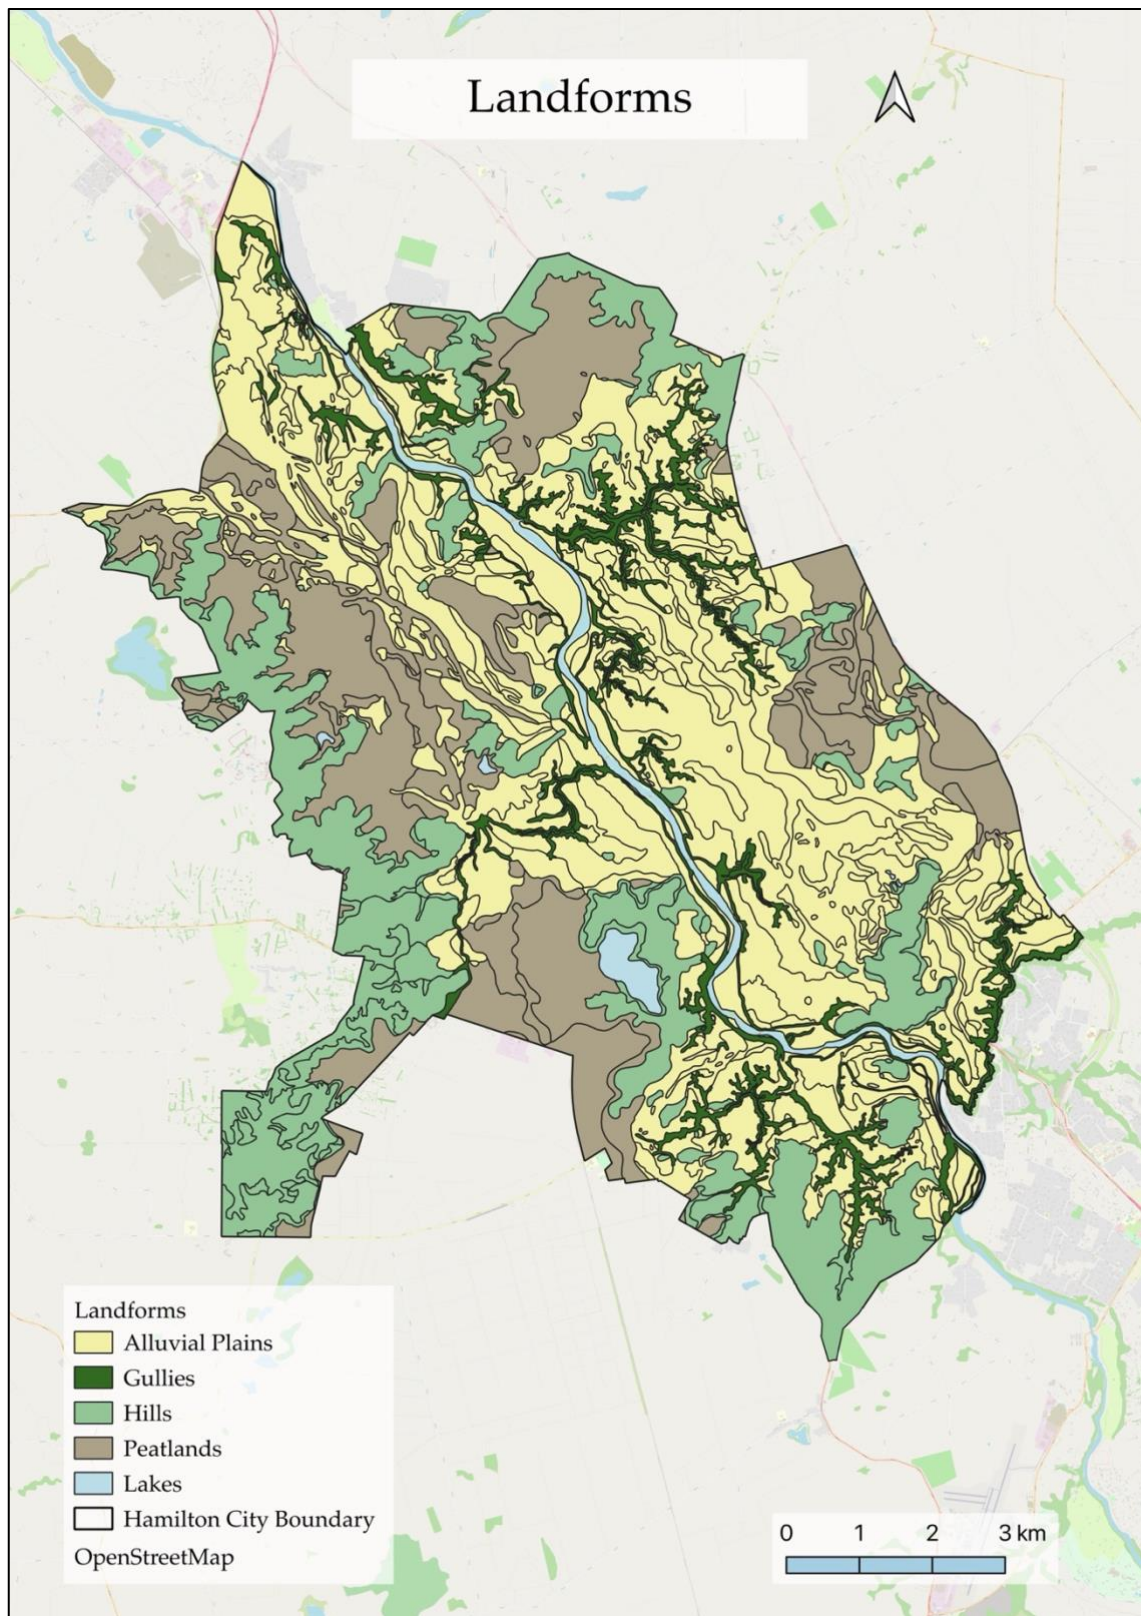 Landforms
Landforms
Alluvial Plains
Gullies
Hills
Peatlands
Lakes
Hamilton City Boundary
OpenStreetMap
0 1 2 3 km